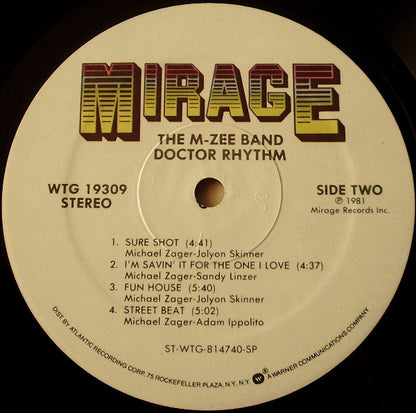 MIRAGE
THE M-ZEE BAND
DOCTOR RHYTHM
WTG 19309
STEREO
SIDE TWO
℗ 1981
Mirage Records Inc.
1. SURE SHOT (4:41)
Michael Zager-Jolyon Skinner
2. I'M SAVIN' IT FOR THE ONE I LOVE (4:37)
Michael Zager-Sandy Linzer
3. FUN HOUSE (5:40)
Michael Zager-Jolyon Skinner
4. STREET BEAT (5:02)
Michael Zager-Adam Ippolito
ST-WTG-814740-SP
DIST. BY ATLANTIC RECORDING CORP., 75 ROCKEFELLER PLAZA, N.Y., N.Y. W ® A WARNER COMMUNICATIONS COMPANY